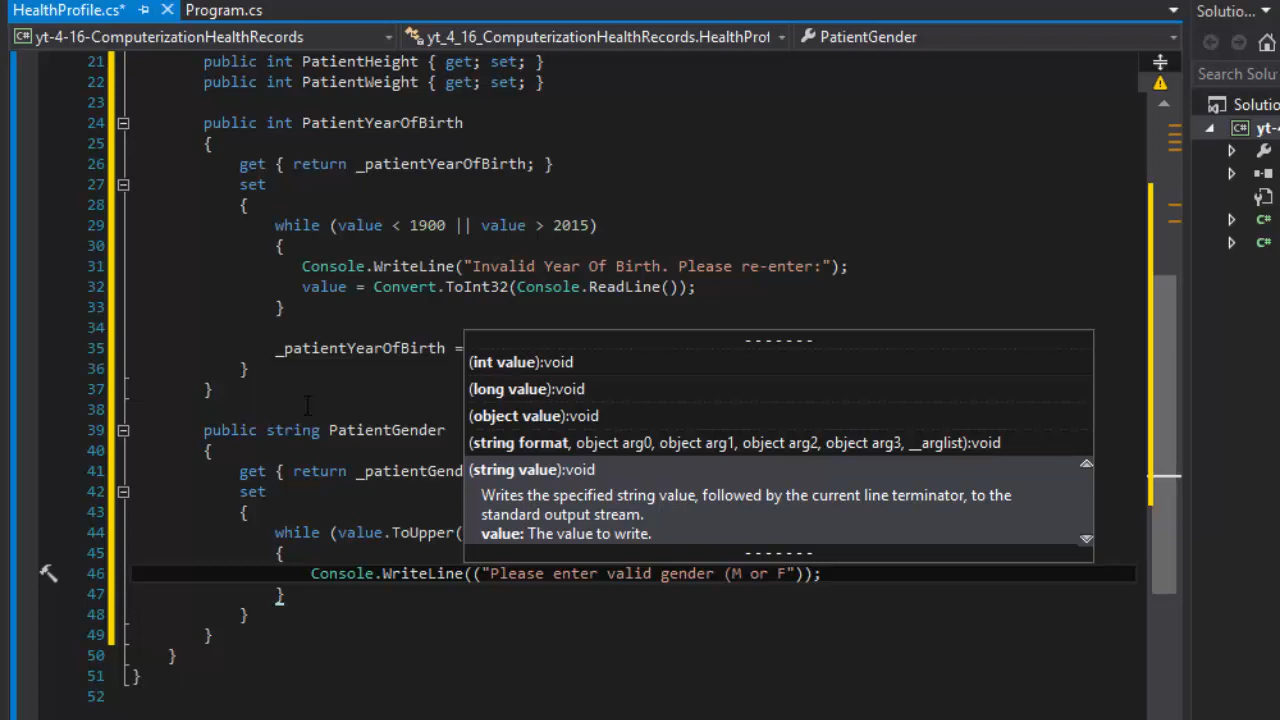 HealthProfile.cs*
Program.cs
Solutio...
yt-4-16-ComputerizationHealthRecords
yt_4_16_ComputerizationHealthRecords.HealthProf
PatientGender
Search Solu
Solutio
yt-4
C#
C#
21 public int PatientHeight { get; set; }
22 public int PatientWeight { get; set; }
23
24 public int PatientYearOfBirth
25 {
26 get { return _patientYearOfBirth; }
27 set
28 {
29 while (value < 1900 || value > 2015)
30 {
31 Console.WriteLine("Invalid Year Of Birth. Please re-enter:");
32 value = Convert.ToInt32(Console.ReadLine());
33 }
34
35 _patientYearOfBirth =
36 }
37 }
38
39 public string PatientGender
40 {
41 get { return _patientGend
42 set
43 {
44 while (value.ToUpper(
45 {
46 Console.WriteLine(("Please enter valid gender (M or F"));
47 }
48 }
49 }
50 }
51 }
52
(int value):void
(long value):void
(object value):void
(string format, object arg0, object arg1, object arg2, object arg3, __arglist):void
(string value):void
Writes the specified string value, followed by the current line terminator, to the
standard output stream.
value: The value to write.